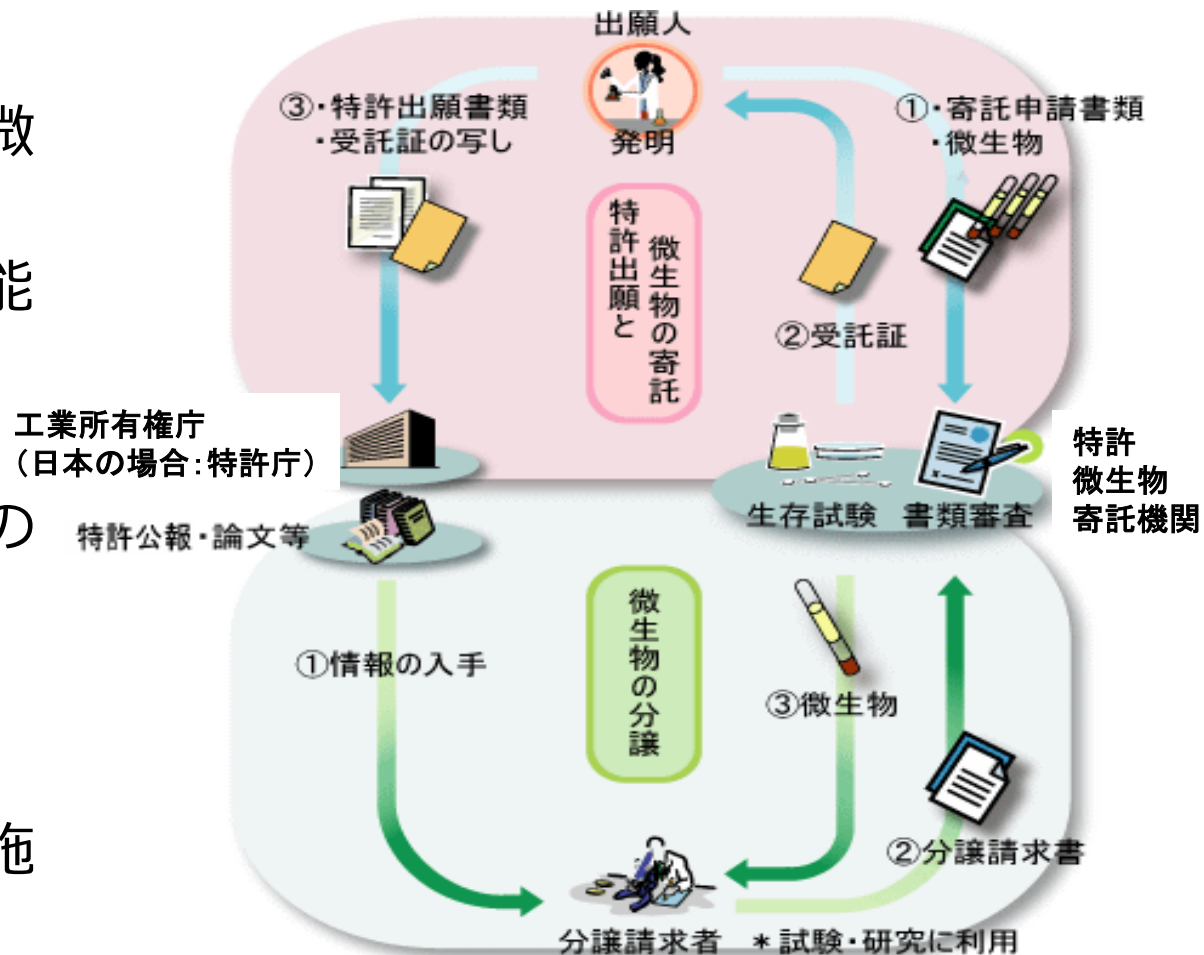 微
能
の
施
出願人
発明
③・特許出願書類
・受託証の写し
①・寄託申請書類
・微生物
特許出願と
微生物の寄託
②受託証
工業所有権庁
（日本の場合：特許庁）
特許公報・論文等
生存試験 書類審査
特許
微生物
寄託機関
①情報の入手
微生物の分譲
③微生物
②分譲請求書
分譲請求者 ＊試験・研究に利用